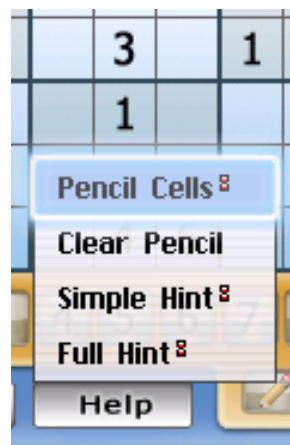 3 1
1
Pencil Cells
Clear Pencil
Simple Hint
Full Hint
Help